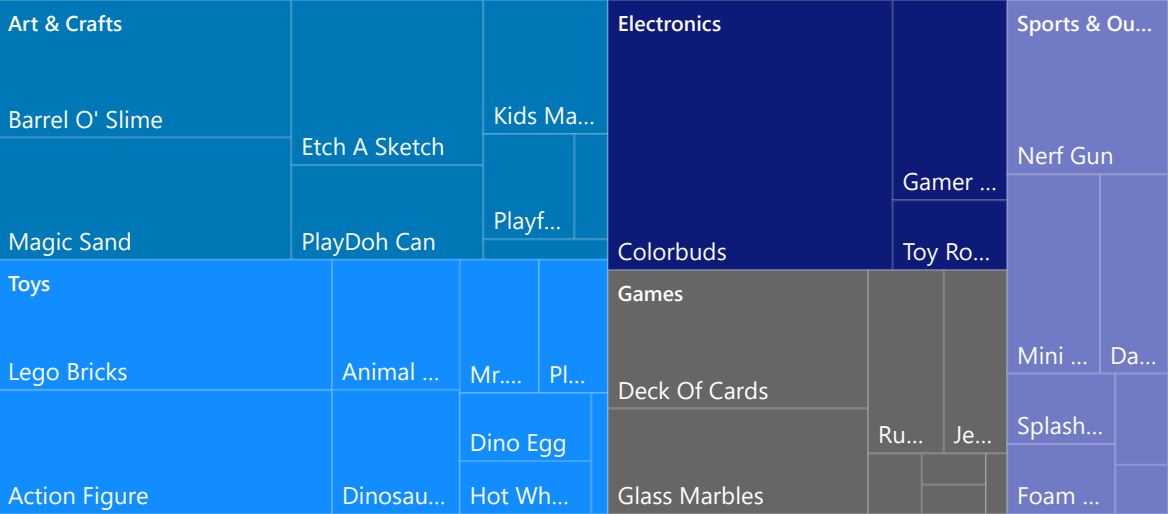 Art & Crafts
Barrel O' Slime
Magic Sand
Etch A Sketch
PlayDoh Can
Kids Ma...
Playf...
Toys
Lego Bricks
Action Figure
Animal ...
Dinosau...
Mr....
Pl...
Dino Egg
Hot Wh...
Electronics
Colorbuds
Gamer ...
Toy Ro...
Games
Deck Of Cards
Glass Marbles
Ru...
Je...
Sports & Ou...
Nerf Gun
Mini ...
Da...
Splash...
Foam ...